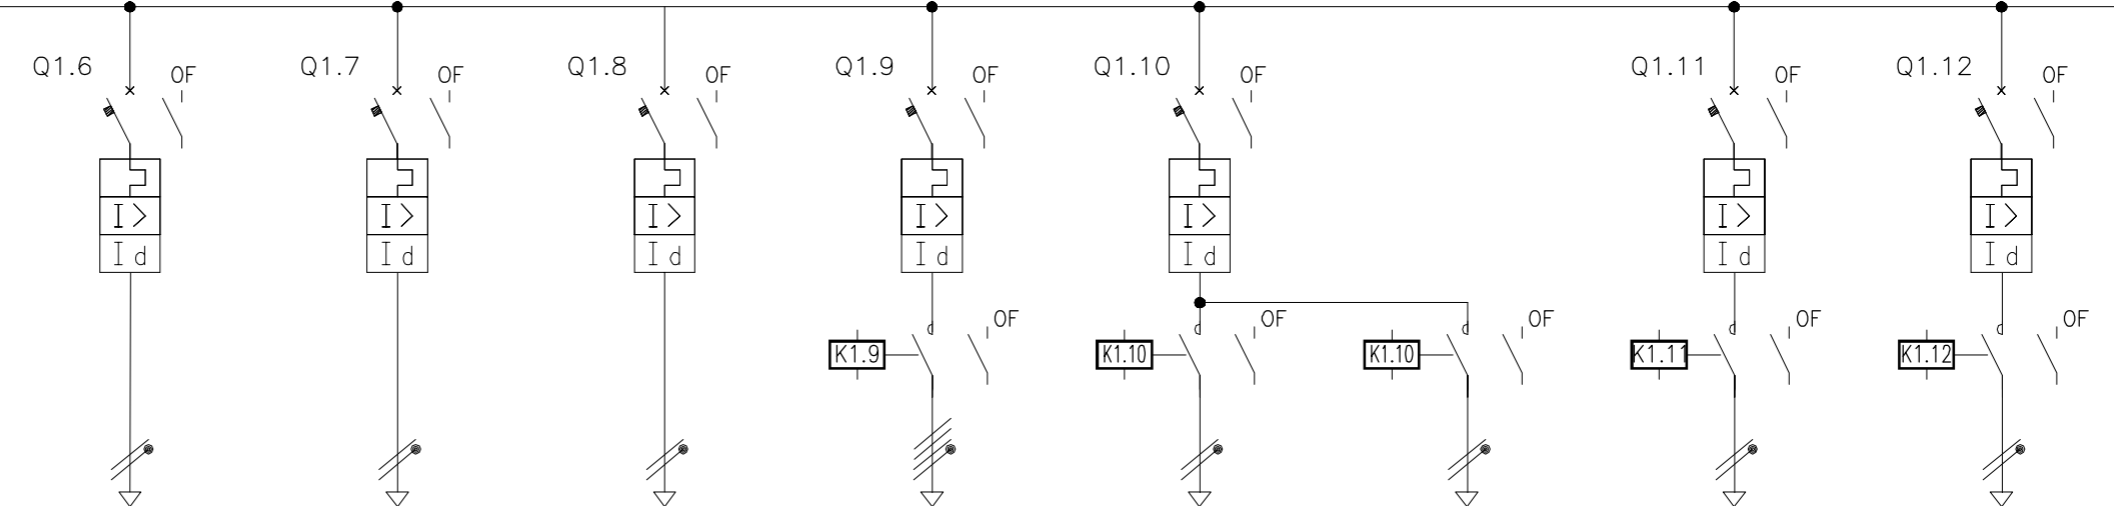 Q1.6 OF Q1.7 OF Q1.8 OF Q1.9 OF Q1.10 OF Q1.11 OF Q1.12 OF
I> I> I> I> I> I> I>
Id Id Id Id Id Id Id
OF OF OF OF OF
K1.9 K1.10 K1.10 K1.11 K1.12